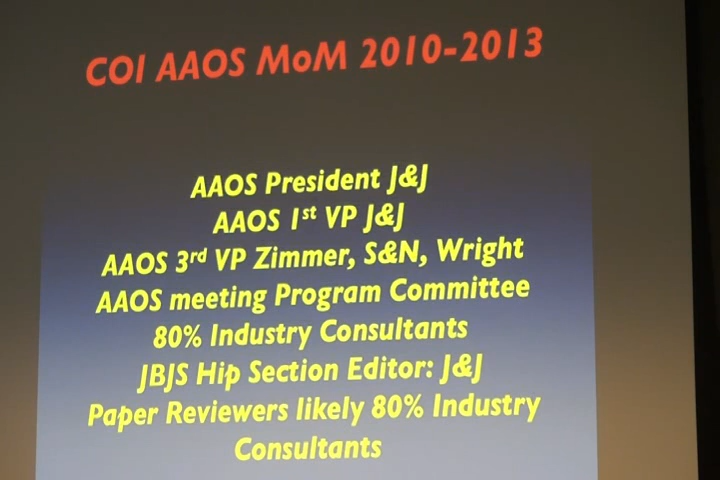 COI AAOS MoM 2010-2013
AAOS President J&J
AAOS 1st VP J&J
AAOS 3rd VP Zimmer, S&N, Wright
AAOS meeting Program Committee
80% Industry Consultants
JBJS Hip Section Editor: J&J
Paper Reviewers likely 80% Industry
Consultants